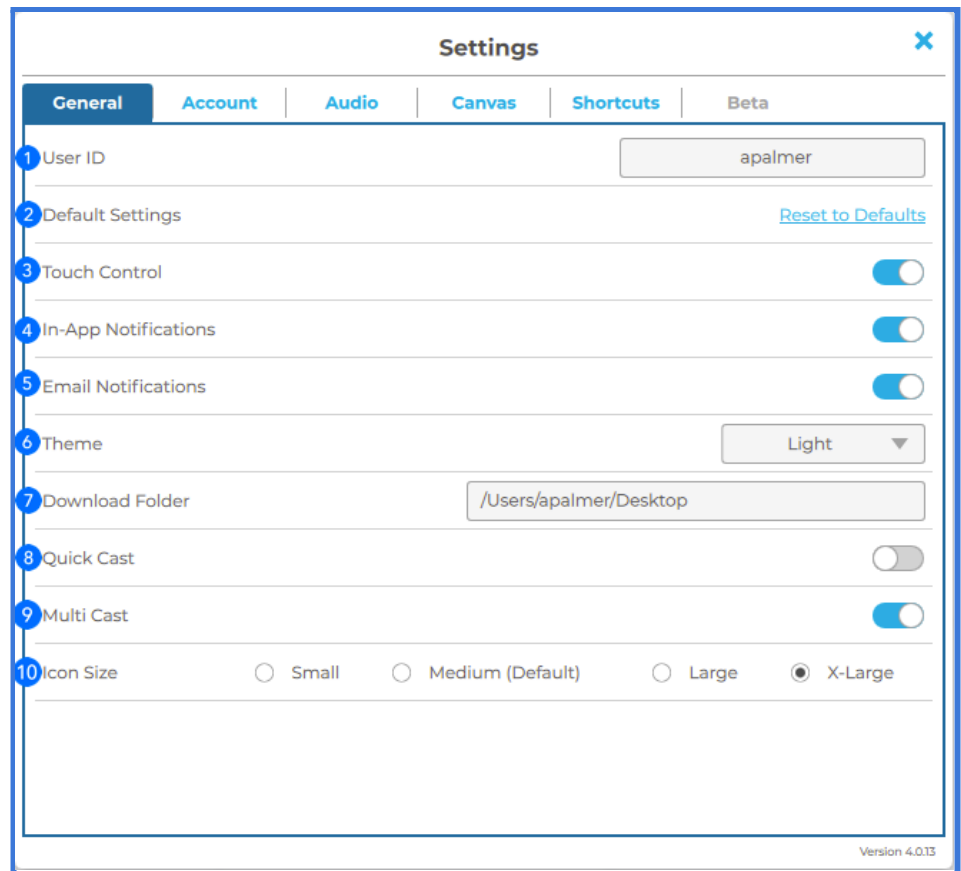 Settings
General Account Audio Canvas Shortcuts Beta
1 User ID apalmer
2 Default Settings Reset to Defaults
3 Touch Control
4 In-App Notifications
5 Email Notifications
6 Theme Light
7 Download Folder /Users/apalmer/Desktop
8 Quick Cast
9 Multi Cast
10 Icon Size Small Medium (Default) Large X-Large
Version 4.0.13